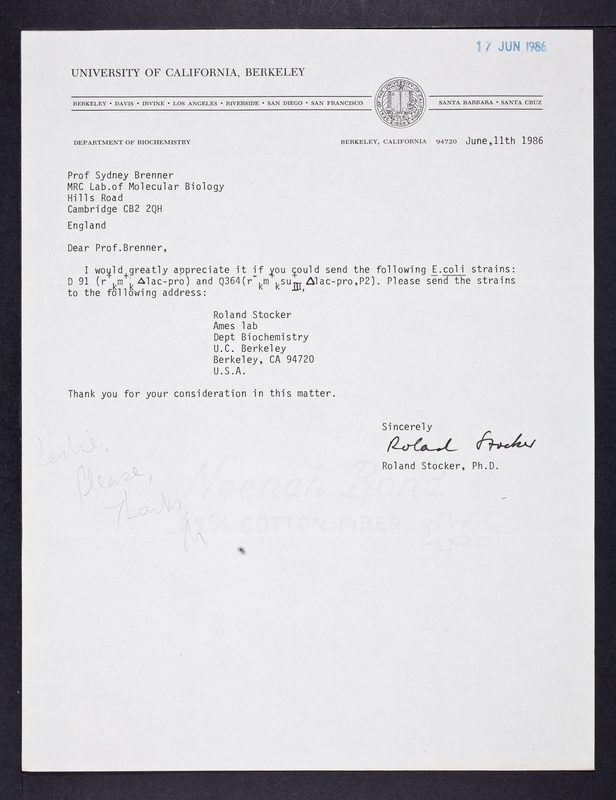 17 JUN 1986
UNIVERSITY OF CALIFORNIA, BERKELEY
BERKELEY • DAVIS • IRVINE • LOS ANGELES • RIVERSIDE • SAN DIEGO • SAN FRANCISCO
SANTA BARBARA • SANTA CRUZ
DEPARTMENT OF BIOCHEMISTRY
BERKELEY, CALIFORNIA 94720 June,11th 1986
Prof Sydney Brenner
MRC Lab.of Molecular Biology
Hills Road
Cambridge CB2 2QH
England
Dear Prof.Brenner,
I would greatly appreciate it if you could send the following E.coli strains:
D 91 (r⁺ₖm⁺ₖ Δlac-pro) and Q364(r⁻ₖm⁺ₖsu⁺III,Δlac-pro,P2). Please send the strains
to the following address:
Roland Stocker
Ames lab
Dept Biochemistry
U.C. Berkeley
Berkeley, CA 94720
U.S.A.
Thank you for your consideration in this matter.
Sincerely
Roland Stocker
Roland Stocker, Ph.D.
Leslie,
Please,
Thanks,
Neenah Bond
25% COTTON FIBER